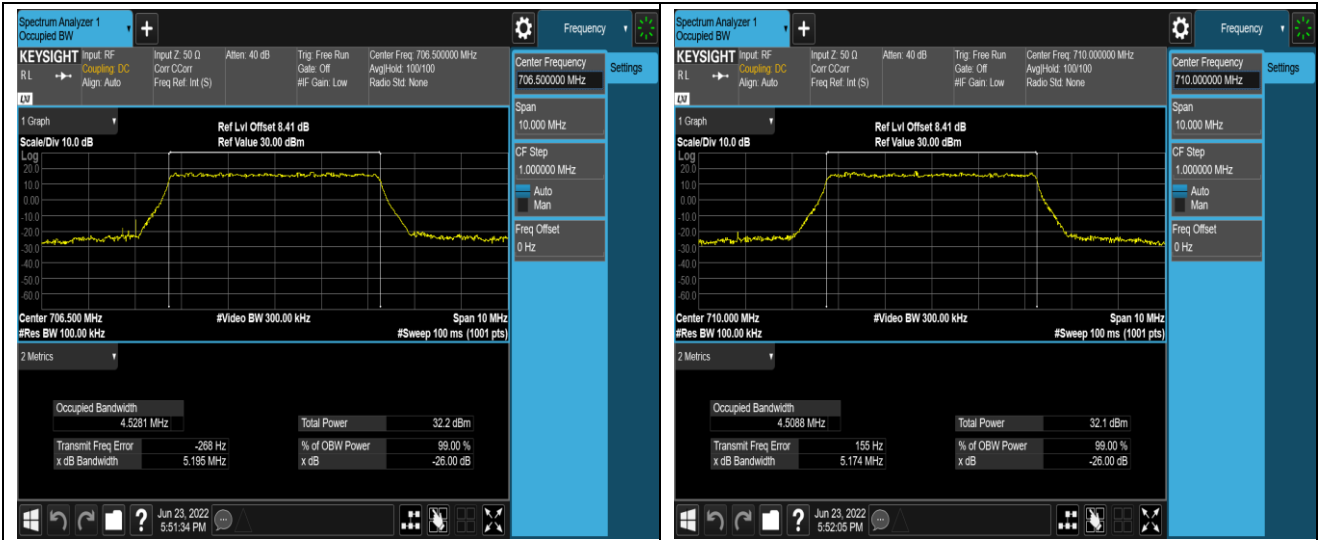 Spectrum Analyzer 1
Occupied BW
Frequency
KEYSIGHT Input: RF Input Z: 50 Ω Atten: 40 dB Trig: Free Run Center Freq: 706.500000 MHz
Coupling: DC Corr CCorr Gate: Off Avg|Hold: 100/100
RL Align: Auto Freq Ref: Int (S) #IF Gain: Low Radio Std: None
LXI
Center Frequency
706.500000 MHz
Settings
Span
10.000 MHz
CF Step
1.000000 MHz
Auto
Man
Freq Offset
0 Hz
1 Graph
Ref Lvl Offset 8.41 dB
Scale/Div 10.0 dB Ref Value 30.00 dBm
Log
20.0
10.0
0.00
-10.0
-20.0
-30.0
-40.0
-50.0
-60.0
Center 706.500 MHz #Video BW 300.00 kHz Span 10 MHz
#Res BW 100.00 kHz #Sweep 100 ms (1001 pts)
2 Metrics
Occupied Bandwidth
4.5281 MHz Total Power 32.2 dBm
Transmit Freq Error -268 Hz % of OBW Power 99.00 %
x dB Bandwidth 5.195 MHz x dB -26.00 dB
?
Jun 23, 2022
5:51:34 PM
Spectrum Analyzer 1
Occupied BW
Frequency
KEYSIGHT Input: RF Input Z: 50 Ω Atten: 40 dB Trig: Free Run Center Freq: 710.000000 MHz
Coupling: DC Corr CCorr Gate: Off Avg|Hold: 100/100
RL Align: Auto Freq Ref: Int (S) #IF Gain: Low Radio Std: None
LXI
Center Frequency
710.000000 MHz
Settings
Span
10.000 MHz
CF Step
1.000000 MHz
Auto
Man
Freq Offset
0 Hz
1 Graph
Ref Lvl Offset 8.41 dB
Scale/Div 10.0 dB Ref Value 30.00 dBm
Log
20.0
10.0
0.00
-10.0
-20.0
-30.0
-40.0
-50.0
-60.0
Center 710.000 MHz #Video BW 300.00 kHz Span 10 MHz
#Res BW 100.00 kHz #Sweep 100 ms (1001 pts)
2 Metrics
Occupied Bandwidth
4.5088 MHz Total Power 32.1 dBm
Transmit Freq Error 155 Hz % of OBW Power 99.00 %
x dB Bandwidth 5.174 MHz x dB -26.00 dB
?
Jun 23, 2022
5:52:05 PM